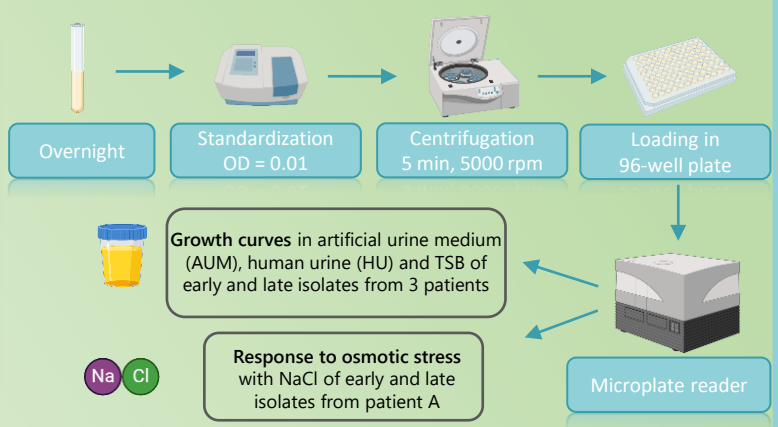 Overnight
Standardization
OD = 0.01
Centrifugation
5 min, 5000 rpm
Loading in
96-well plate
Growth curves in artificial urine medium
(AUM), human urine (HU) and TSB of
early and late isolates from 3 patients
Response to osmotic stress
with NaCl of early and late
isolates from patient A
Na Cl
Microplate reader